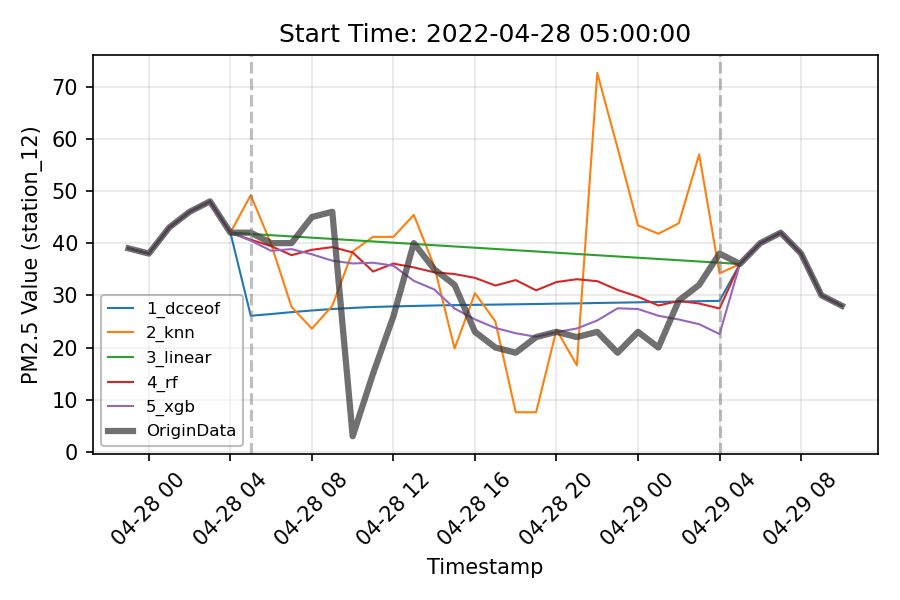 Start Time: 2022-04-28 05:00:00
PM2.5 Value (station_12)
70
60
50
40
30
20
10
0
1_dcceof
2_knn
3_linear
4_rf
5_xgb
OriginData
04-28 00
04-28 04
04-28 08
04-28 12
04-28 16
04-28 20
04-29 00
04-29 04
04-29 08
Timestamp